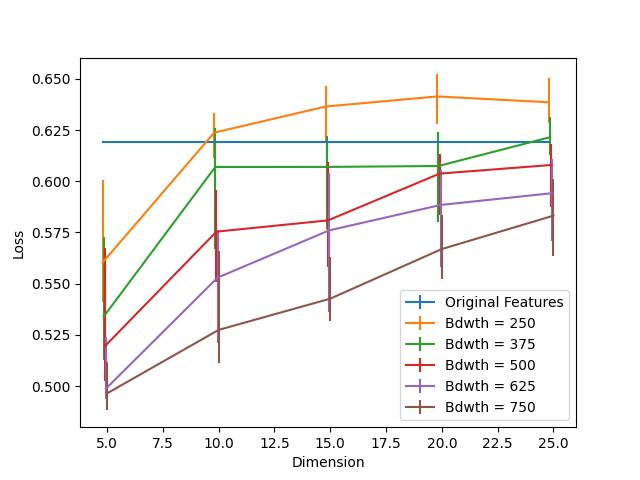 0.650
0.625
0.600
0.575
0.550
0.525
0.500
Loss
5.0 7.5 10.0 12.5 15.0 17.5 20.0 22.5 25.0
Dimension
Original Features
Bdwth = 250
Bdwth = 375
Bdwth = 500
Bdwth = 625
Bdwth = 750